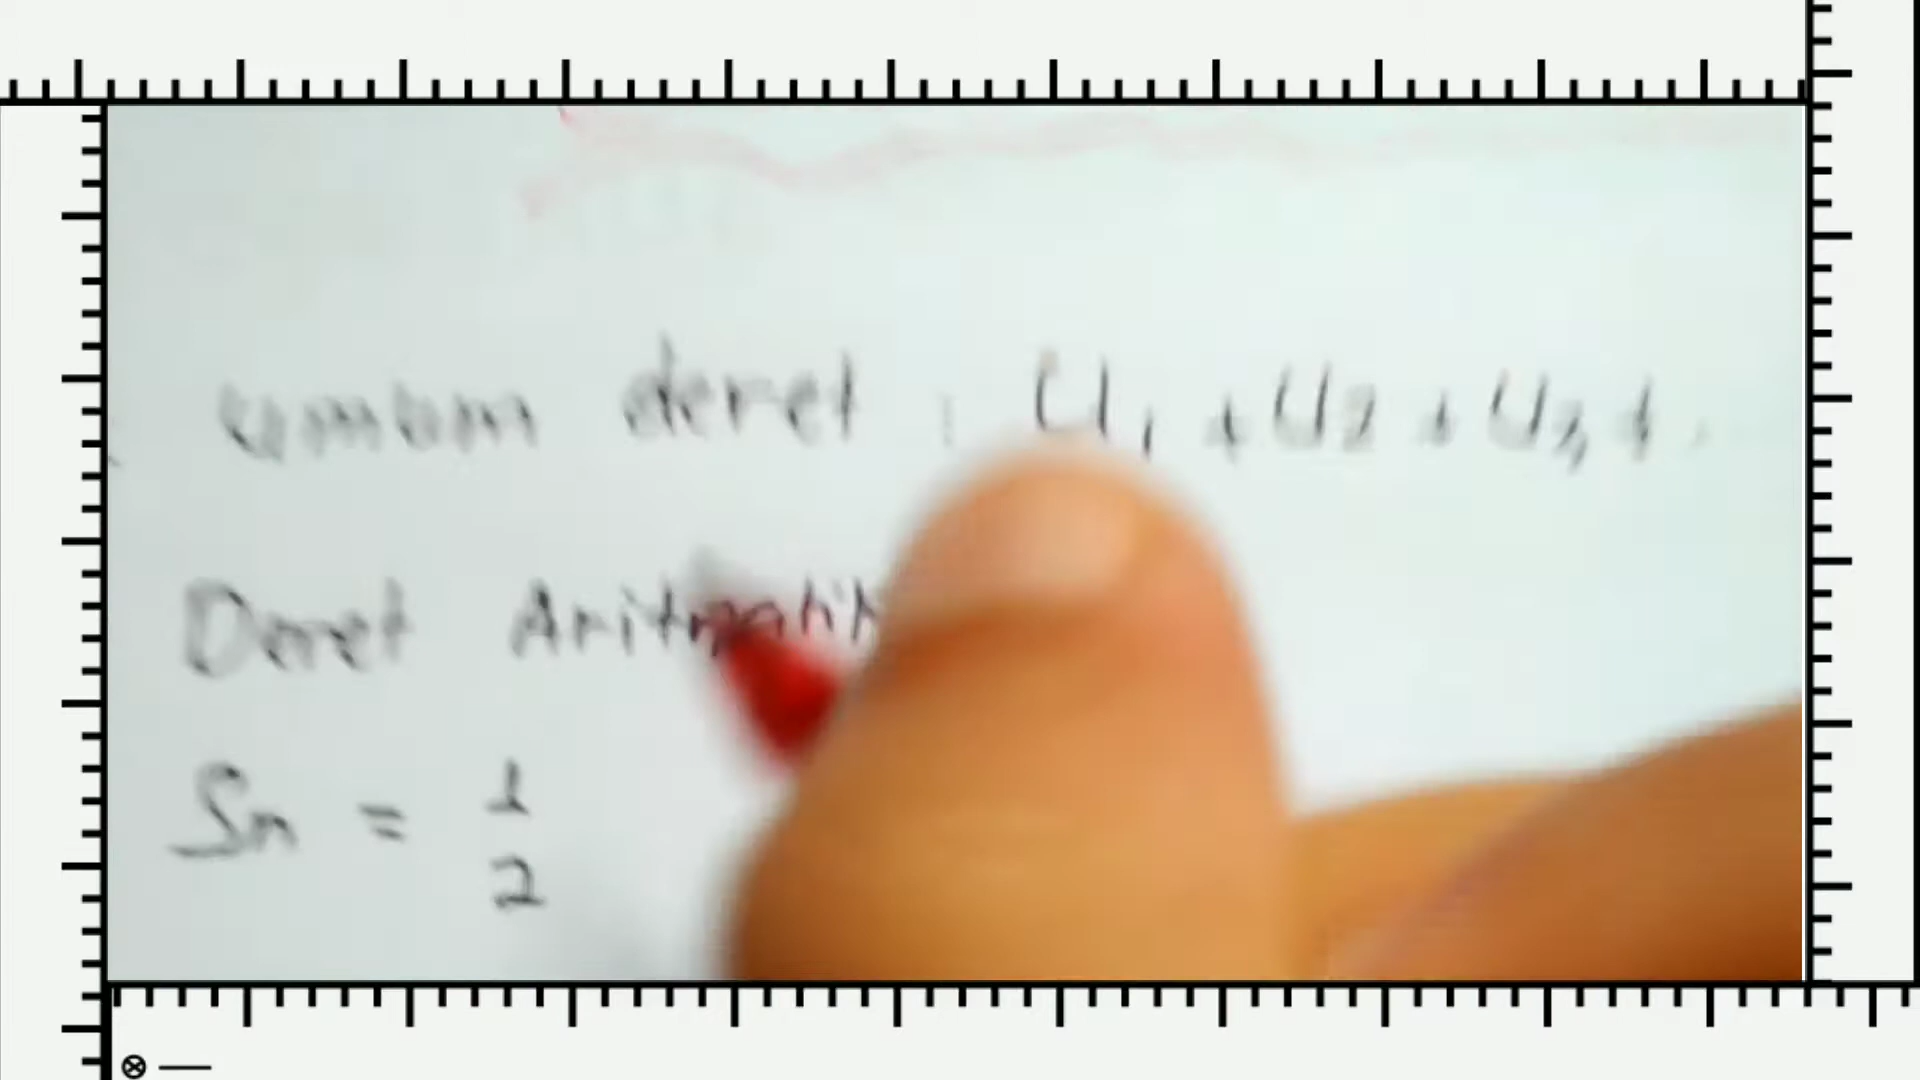 umum deret : U1 + U2 + U3 + .
Deret Aritmatik
Sn = 1/2